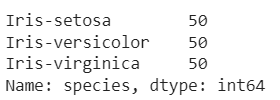 Iris-setosa 50
Iris-versicolor 50
Iris-virginica 50
Name: species, dtype: int64